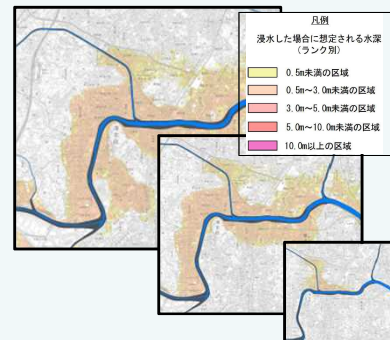 凡例
浸水した場合に想定される水深
(ランク別)
0.5m未満の区域
0.5m～3.0m未満の区域
3.0m～5.0m未満の区域
5.0m～10.0m未満の区域
10.0m以上の区域